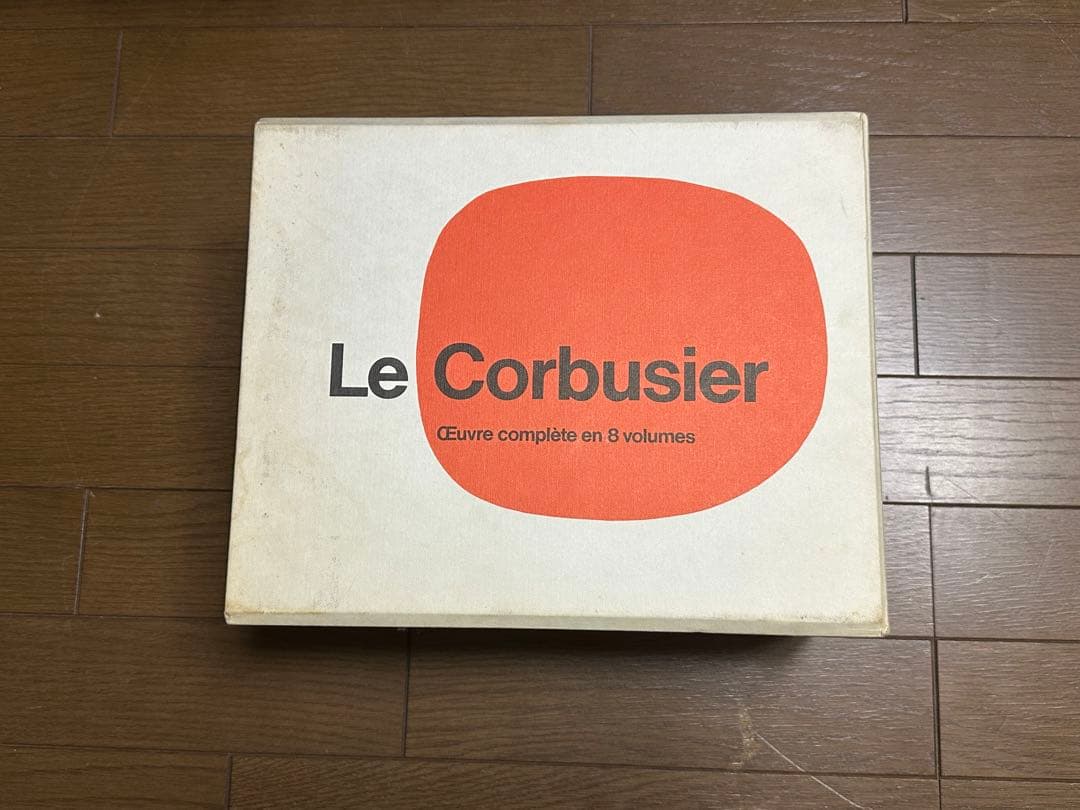 Le Corbusier
Œuvre complète en 8 volumes